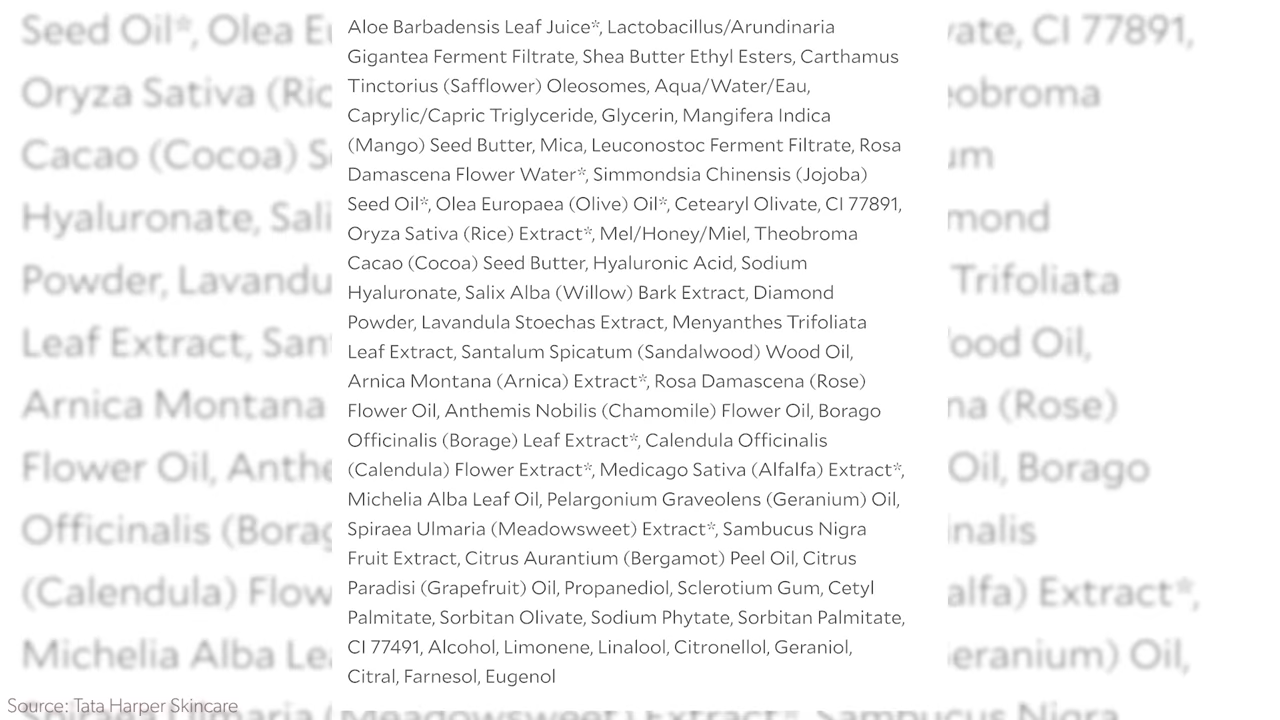 Aloe Barbadensis Leaf Juice*, Lactobacillus/Arundinaria
Gigantea Ferment Filtrate, Shea Butter Ethyl Esters, Carthamus
Tinctorius (Safflower) Oleosomes, Aqua/Water/Eau,
Caprylic/Capric Triglyceride, Glycerin, Mangifera Indica
(Mango) Seed Butter, Mica, Leuconostoc Ferment Filtrate, Rosa
Damascena Flower Water*, Simmondsia Chinensis (Jojoba)
Seed Oil*, Olea Europaea (Olive) Oil*, Cetearyl Olivate, CI 77891,
Oryza Sativa (Rice) Extract*, Mel/Honey/Miel, Theobroma
Cacao (Cocoa) Seed Butter, Hyaluronic Acid, Sodium
Hyaluronate, Salix Alba (Willow) Bark Extract, Diamond
Powder, Lavandula Stoechas Extract, Menyanthes Trifoliata
Leaf Extract, Santalum Spicatum (Sandalwood) Wood Oil,
Arnica Montana (Arnica) Extract*, Rosa Damascena (Rose)
Flower Oil, Anthemis Nobilis (Chamomile) Flower Oil, Borago
Officinalis (Borage) Leaf Extract*, Calendula Officinalis
(Calendula) Flower Extract*, Medicago Sativa (Alfalfa) Extract*,
Michelia Alba Leaf Oil, Pelargonium Graveolens (Geranium) Oil,
Spiraea Ulmaria (Meadowsweet) Extract*, Sambucus Nigra
Fruit Extract, Citrus Aurantium (Bergamot) Peel Oil, Citrus
Paradisi (Grapefruit) Oil, Propanediol, Sclerotium Gum, Cetyl
Palmitate, Sorbitan Olivate, Sodium Phytate, Sorbitan Palmitate,
CI 77491, Alcohol, Limonene, Linalool, Citronellol, Geraniol,
Citral, Farnesol, Eugenol
Source: Tata Harper Skincare